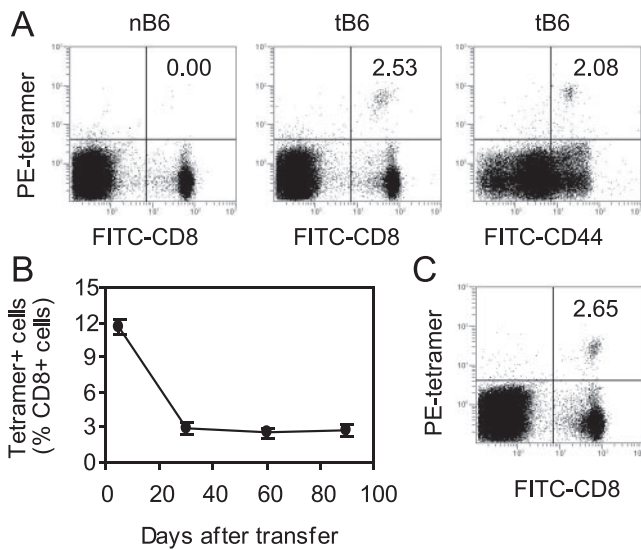 A
nB6
tB6
tB6
0.00
2.53
2.08
PE-tetramer
FITC-CD8
FITC-CD8
FITC-CD44
B
15
12
9
6
3
0
Tetramer+ cells
(% CD8+ cells)
0 20 40 60 80 100
Days after transfer
C
2.65
PE-tetramer
FITC-CD8